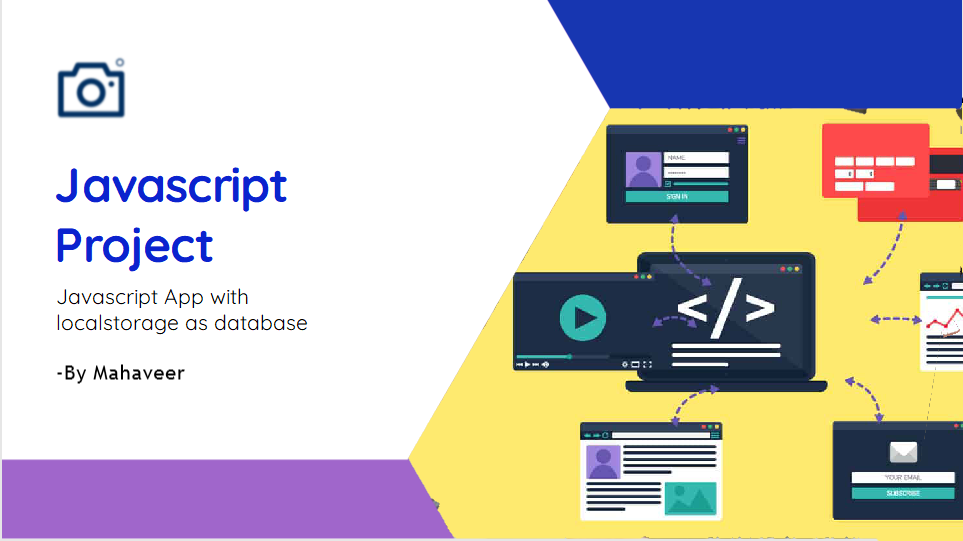 Javascript
Project
Javascript App with
localstorage as database
-By Mahaveer
NAME
SIGN IN
</>
YOUR EMAIL
SUBSCRIBE